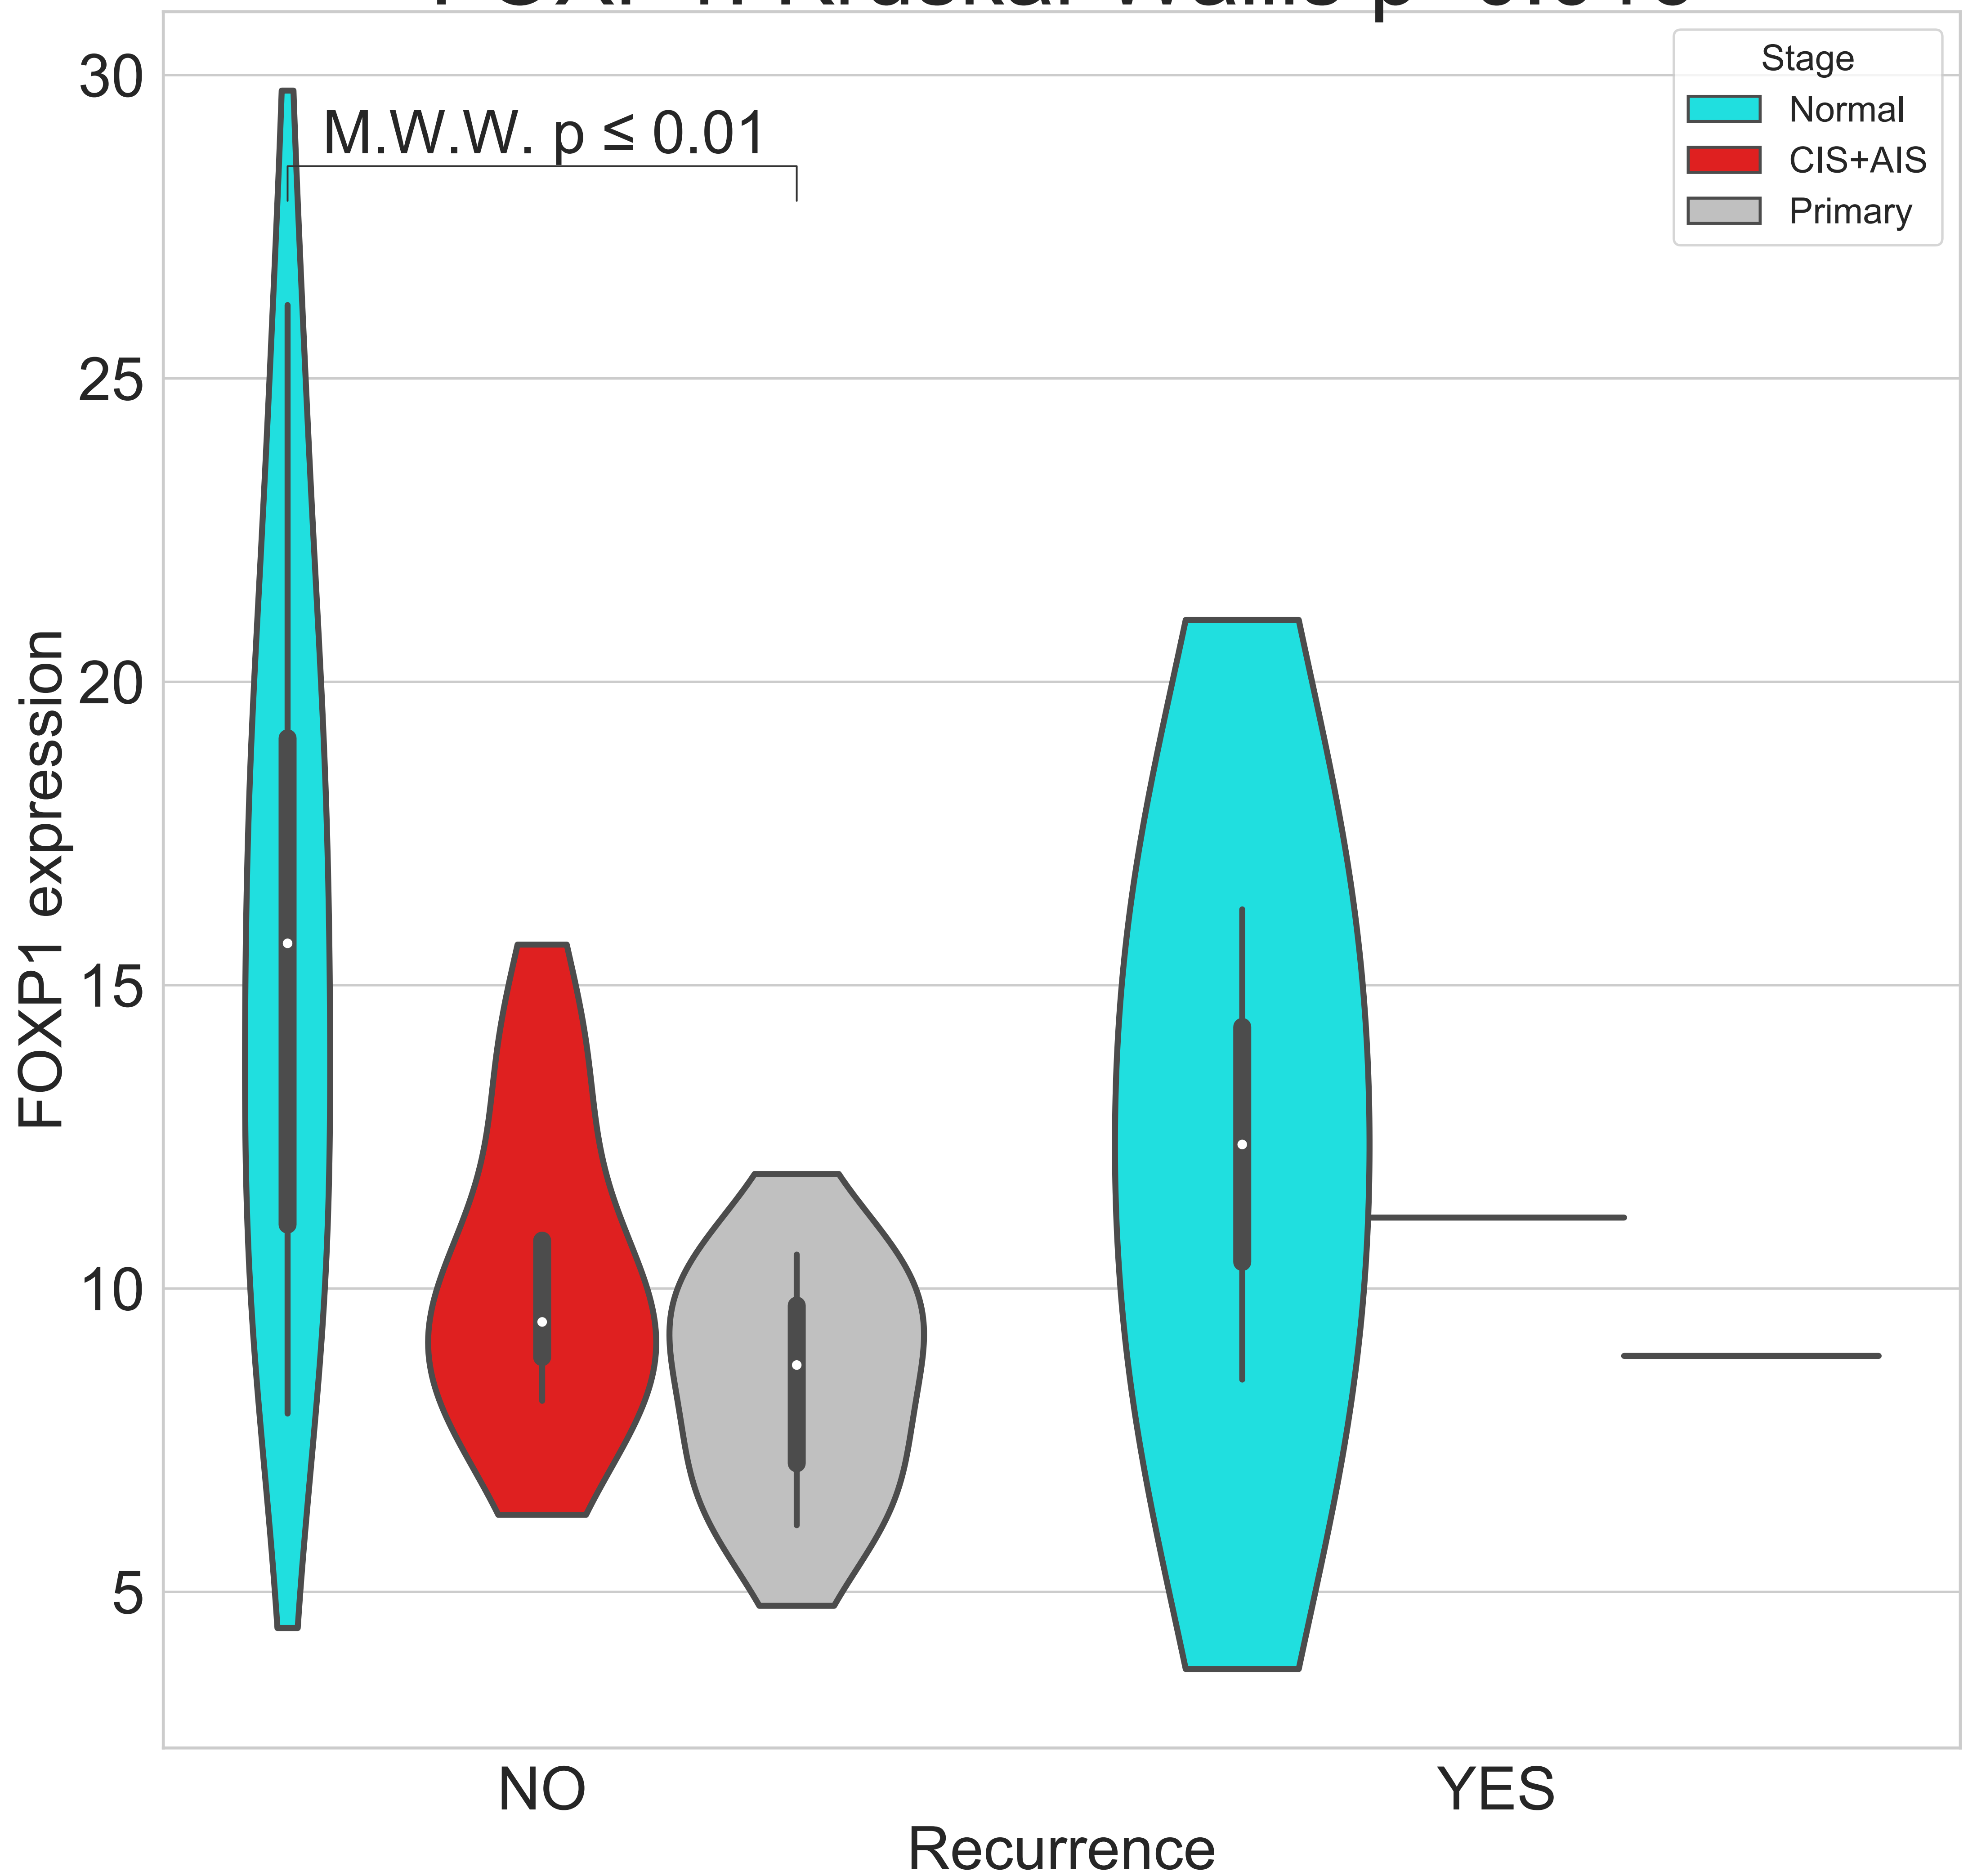 Stage
Normal
CIS+AIS
Primary
M.W.W. p ≤ 0.01
30
25
20
15
10
5
FOXP1 expression
NO
YES
Recurrence